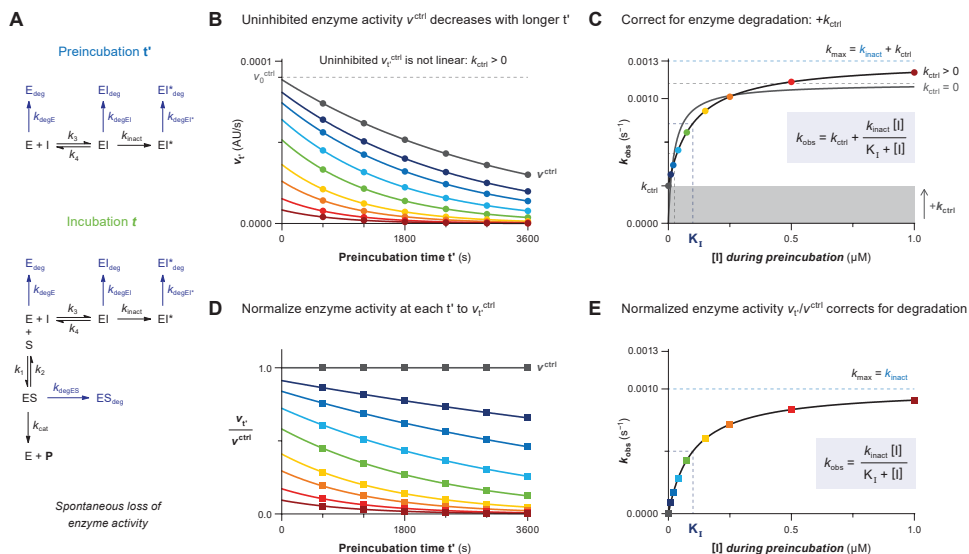 A
Preincubation t'
E_deg EI_deg EI*_deg
k_degE k_degEI k_degEI*
k_3 k_inact
E + I EI EI*
k_4
Incubation t
E_deg EI_deg EI*_deg
k_degE k_degEI k_degEI*
k_3 k_inact
E + I EI EI*
k_4
+
S
k_1 k_2
k_degES
ES ES_deg
k_cat
E + P
Spontaneous loss of
enzyme activity
B Uninhibited enzyme activity v^ctrl decreases with longer t'
0.0001
v_0^ctrl
Uninhibited v_t'^ctrl is not linear: k_ctrl > 0
v_t' (AU/s)
v^ctrl
0.0000
0 1800 3600
Preincubation time t' (s)
C Correct for enzyme degradation: +k_ctrl
k_max = k_inact + k_ctrl
0.0013
k_ctrl > 0
k_ctrl = 0
0.0010
k_obs (s⁻¹)
k_obs = k_ctrl + k_inact [I] / K_I + [I]
k_ctrl
+k_ctrl
0.0000
0 K_I 0.5 1.0
[I] during preincubation (µM)
D Normalize enzyme activity at each t' to v_t'^ctrl
1.0
v^ctrl
v_t' / v^ctrl
0.0
0 1800 3600
Preincubation time t' (s)
E Normalized enzyme activity v_t'/v^ctrl corrects for degradation
0.0013
k_max = k_inact
0.0010
k_obs (s⁻¹)
k_obs = k_inact [I] / K_I + [I]
0.0000
0 K_I 0.5 1.0
[I] during preincubation (µM)